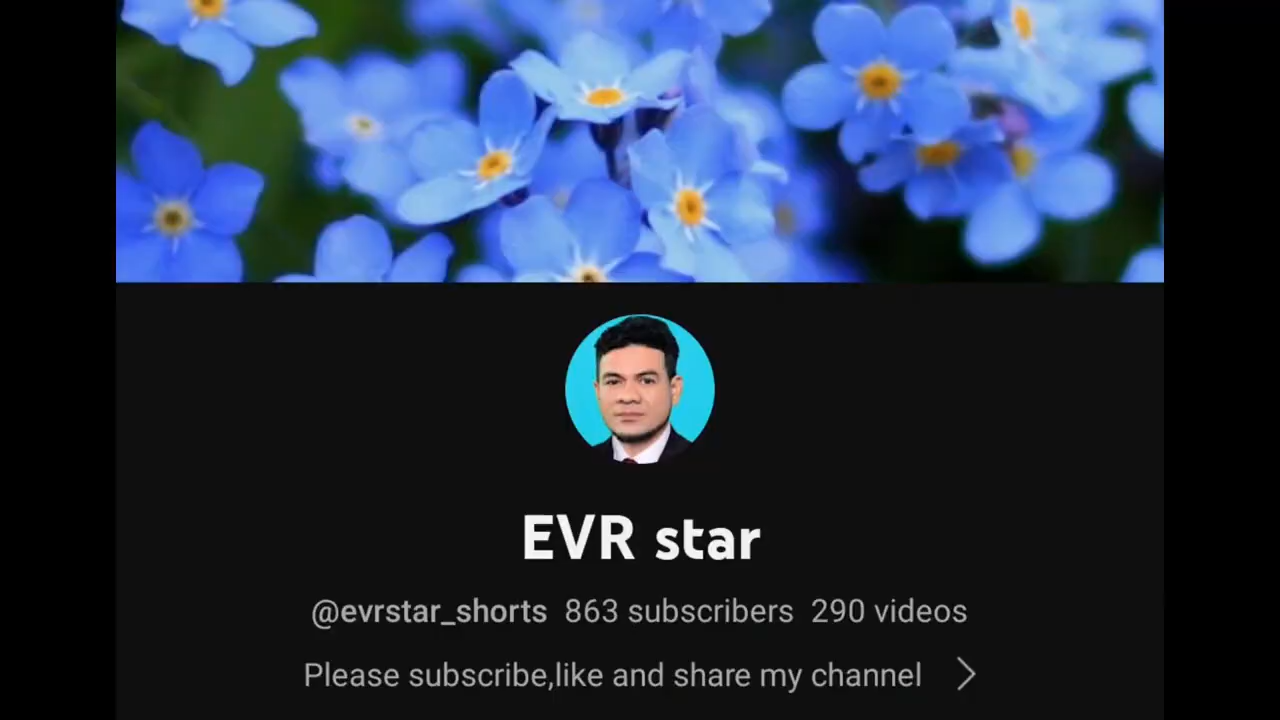 EVR star
@evrstar_shorts 863 subscribers 290 videos
Please subscribe,like and share my channel